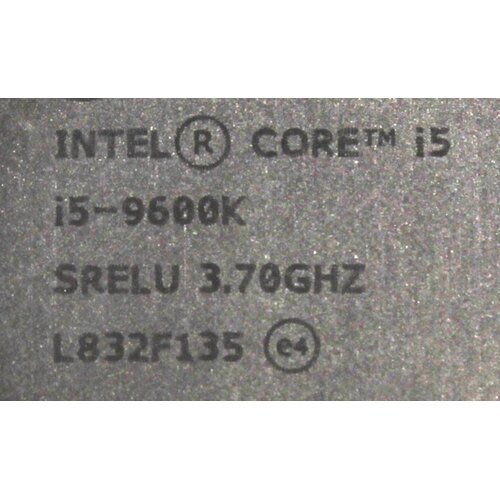 INTEL® CORE™ i5
i5-9600K
SRELU 3.70GHZ
L832F135 e4